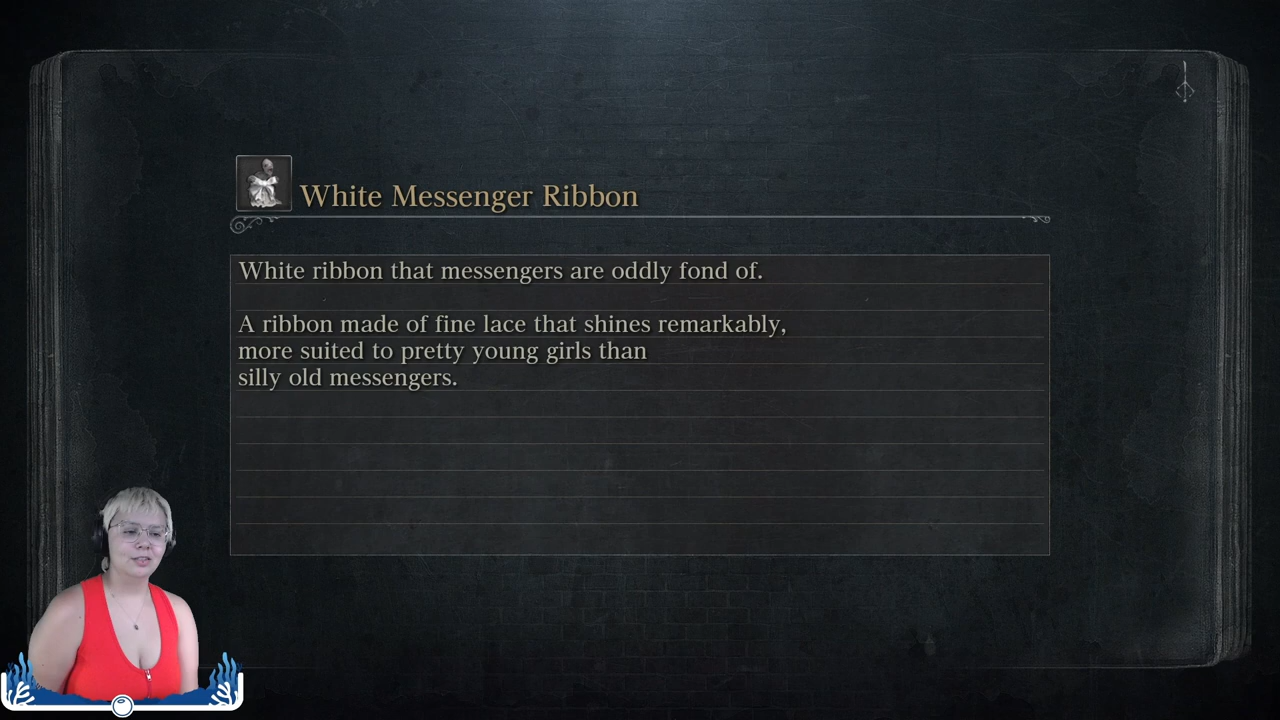 White Messenger Ribbon
White ribbon that messengers are oddly fond of.
A ribbon made of fine lace that shines remarkably,
more suited to pretty young girls than
silly old messengers.